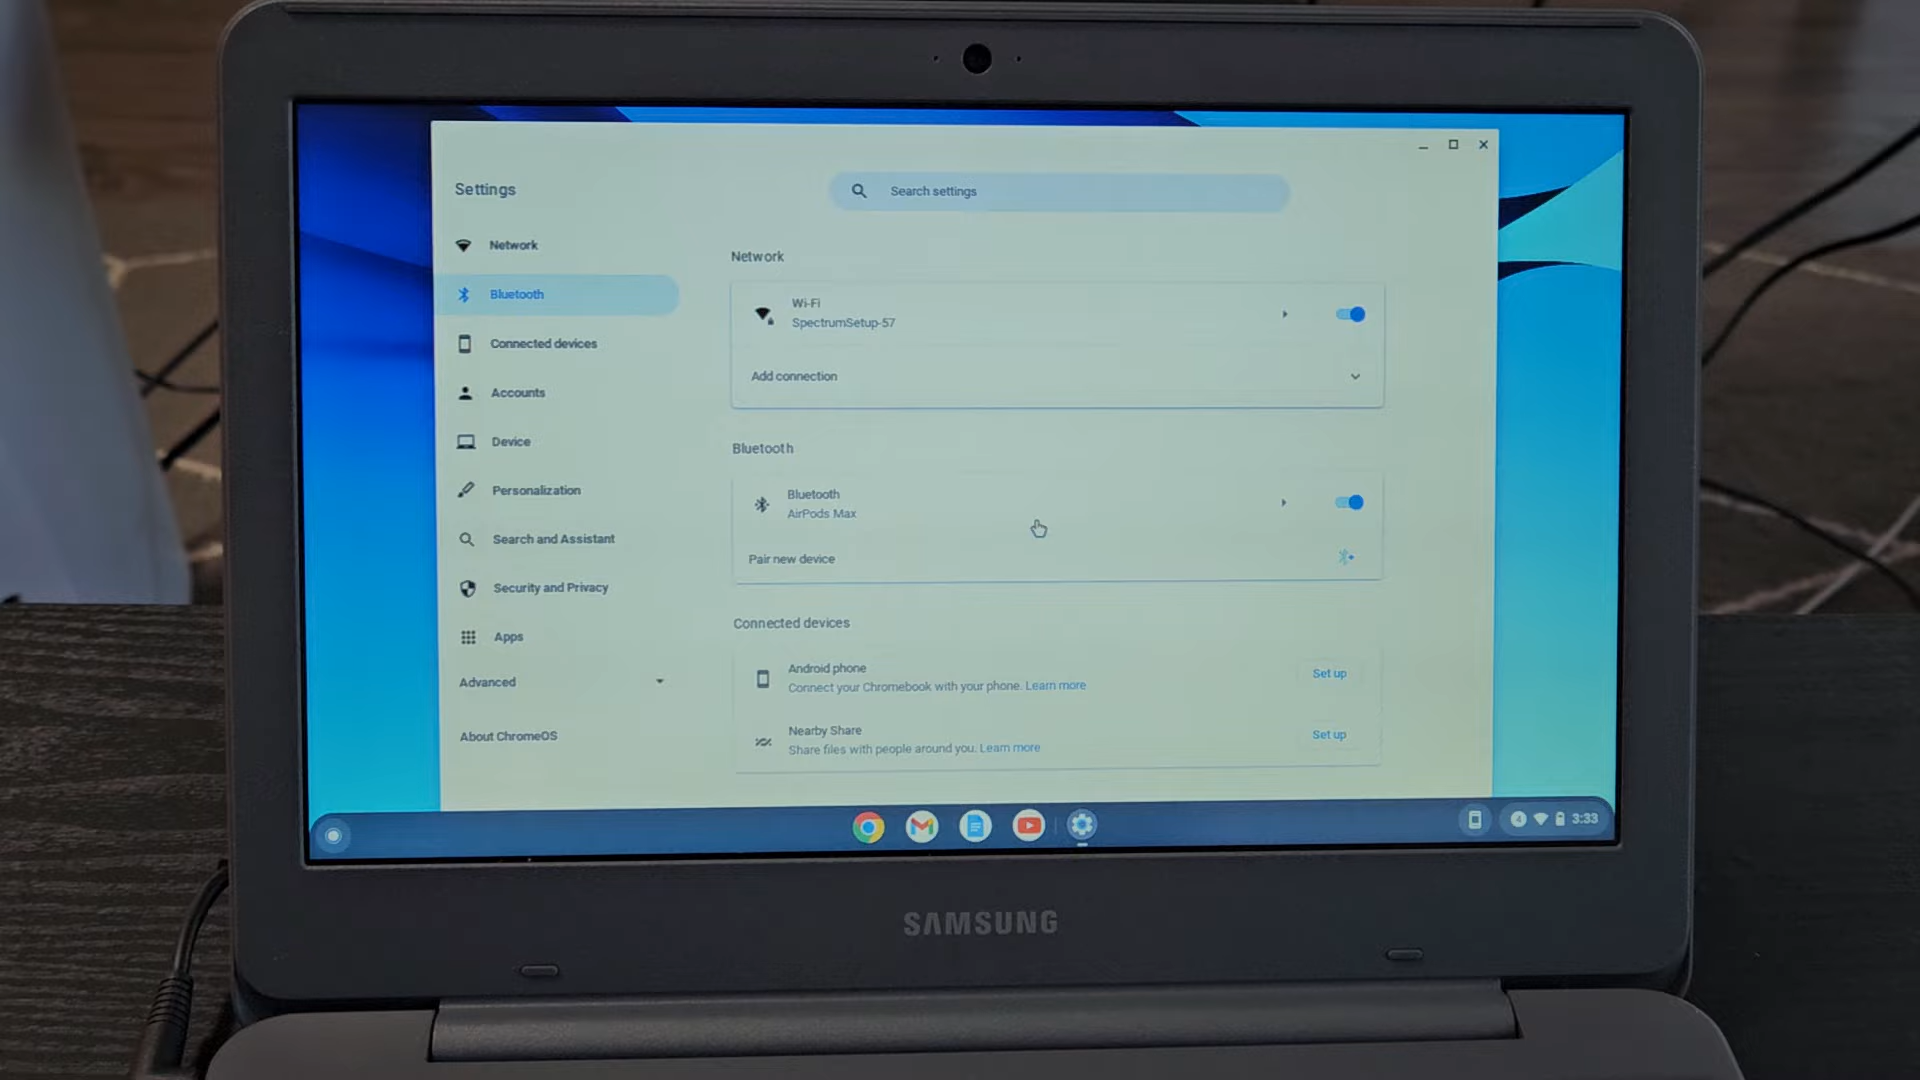 Settings
Search settings
Network
Bluetooth
Connected devices
Accounts
Device
Personalization
Search and Assistant
Security and Privacy
Apps
Advanced
About ChromeOS
Network
Wi-Fi
SpectrumSetup-57
Add connection
Bluetooth
Bluetooth
AirPods Max
Pair new device
Connected devices
Android phone
Connect your Chromebook with your phone. Learn more
Set up
Nearby Share
Share files with people around you. Learn more
Set up
4
3:33
SAMSUNG